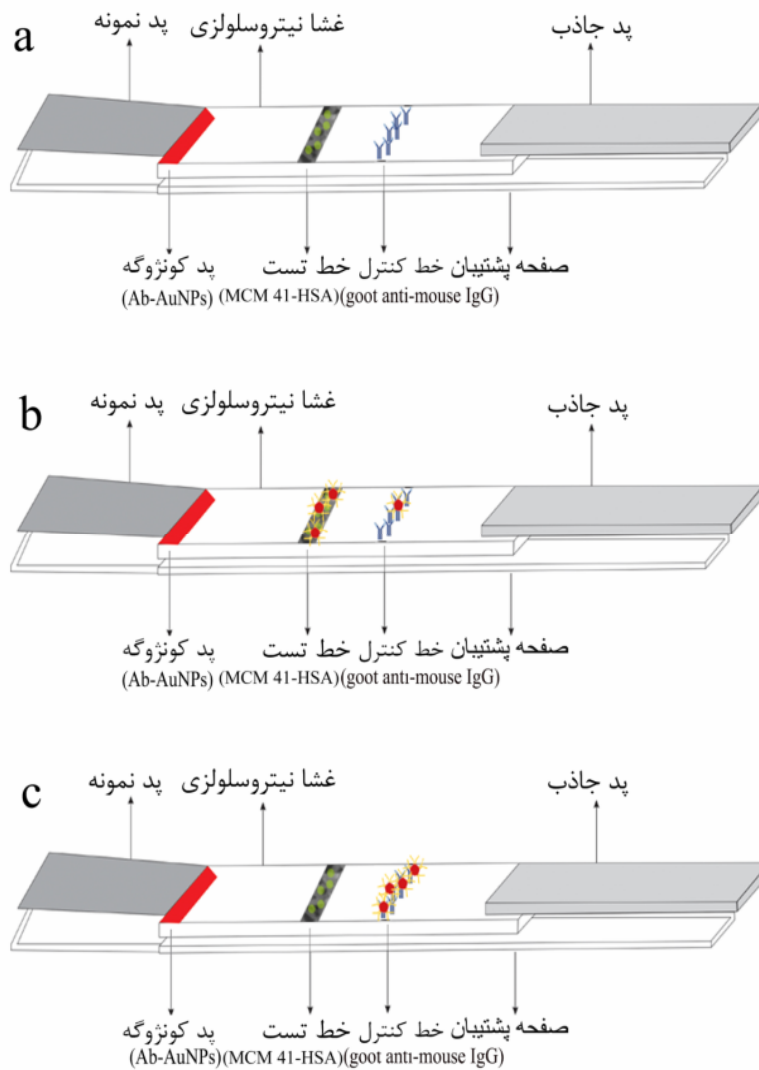 a
پد نمونه
غشا نیتروسلولزی
پد جاذب
پد کونژوگه
خط تست
خط کنترل
صفحه پشتیبان
(Ab-AuNPs)
(MCM 41-HSA)
(goot anti-mouse IgG)
b
پد نمونه
غشا نیتروسلولزی
پد جاذب
پد کونژوگه
خط تست
خط کنترل
صفحه پشتیبان
(Ab-AuNPs)
(MCM 41-HSA)
(goot anti-mouse IgG)
c
پد نمونه
غشا نیتروسلولزی
پد جاذب
پد کونژوگه
خط تست
خط کنترل
صفحه پشتیبان
(Ab-AuNPs)
(MCM 41-HSA)
(goot anti-mouse IgG)